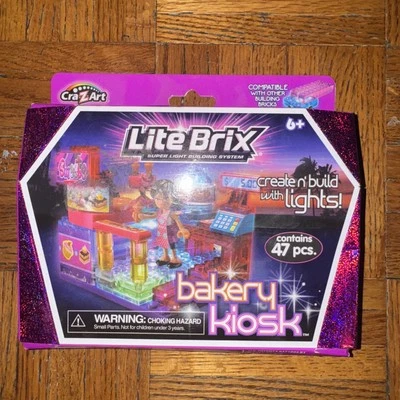 Cra Z Art
COMPATIBLE
WITH OTHER
BUILDING
BRICKS
Lite Brix
SUPER LIGHT BUILDING SYSTEM
6+
create n' build
with lights!
contains
47 pcs.
bakery
kiosk
WARNING: CHOKING HAZARD
Small Parts. Not for children under 3 years.